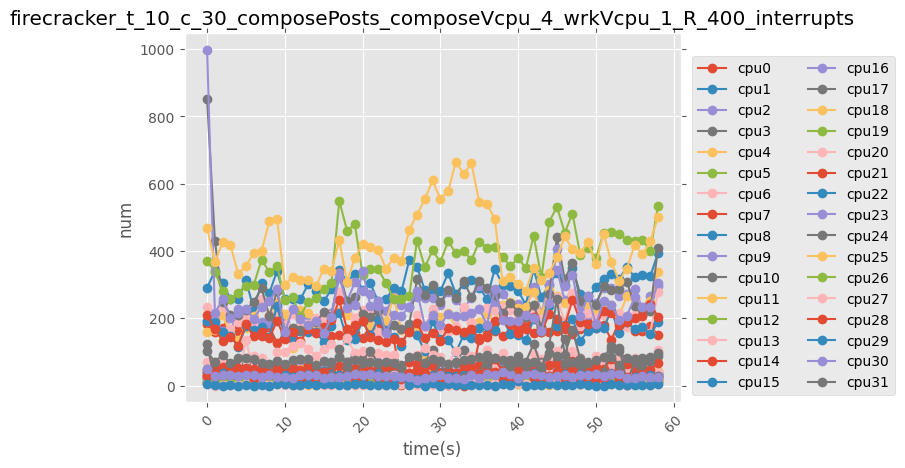 firecracker_t_10_c_30_composePosts_composeVcpu_4_wrkVcpu_1_R_400_interrupts
1000
800
600
400
200
0
num
0
10
20
30
40
50
60
time(s)
cpu0
cpu1
cpu2
cpu3
cpu4
cpu5
cpu6
cpu7
cpu8
cpu9
cpu10
cpu11
cpu12
cpu13
cpu14
cpu15
cpu16
cpu17
cpu18
cpu19
cpu20
cpu21
cpu22
cpu23
cpu24
cpu25
cpu26
cpu27
cpu28
cpu29
cpu30
cpu31